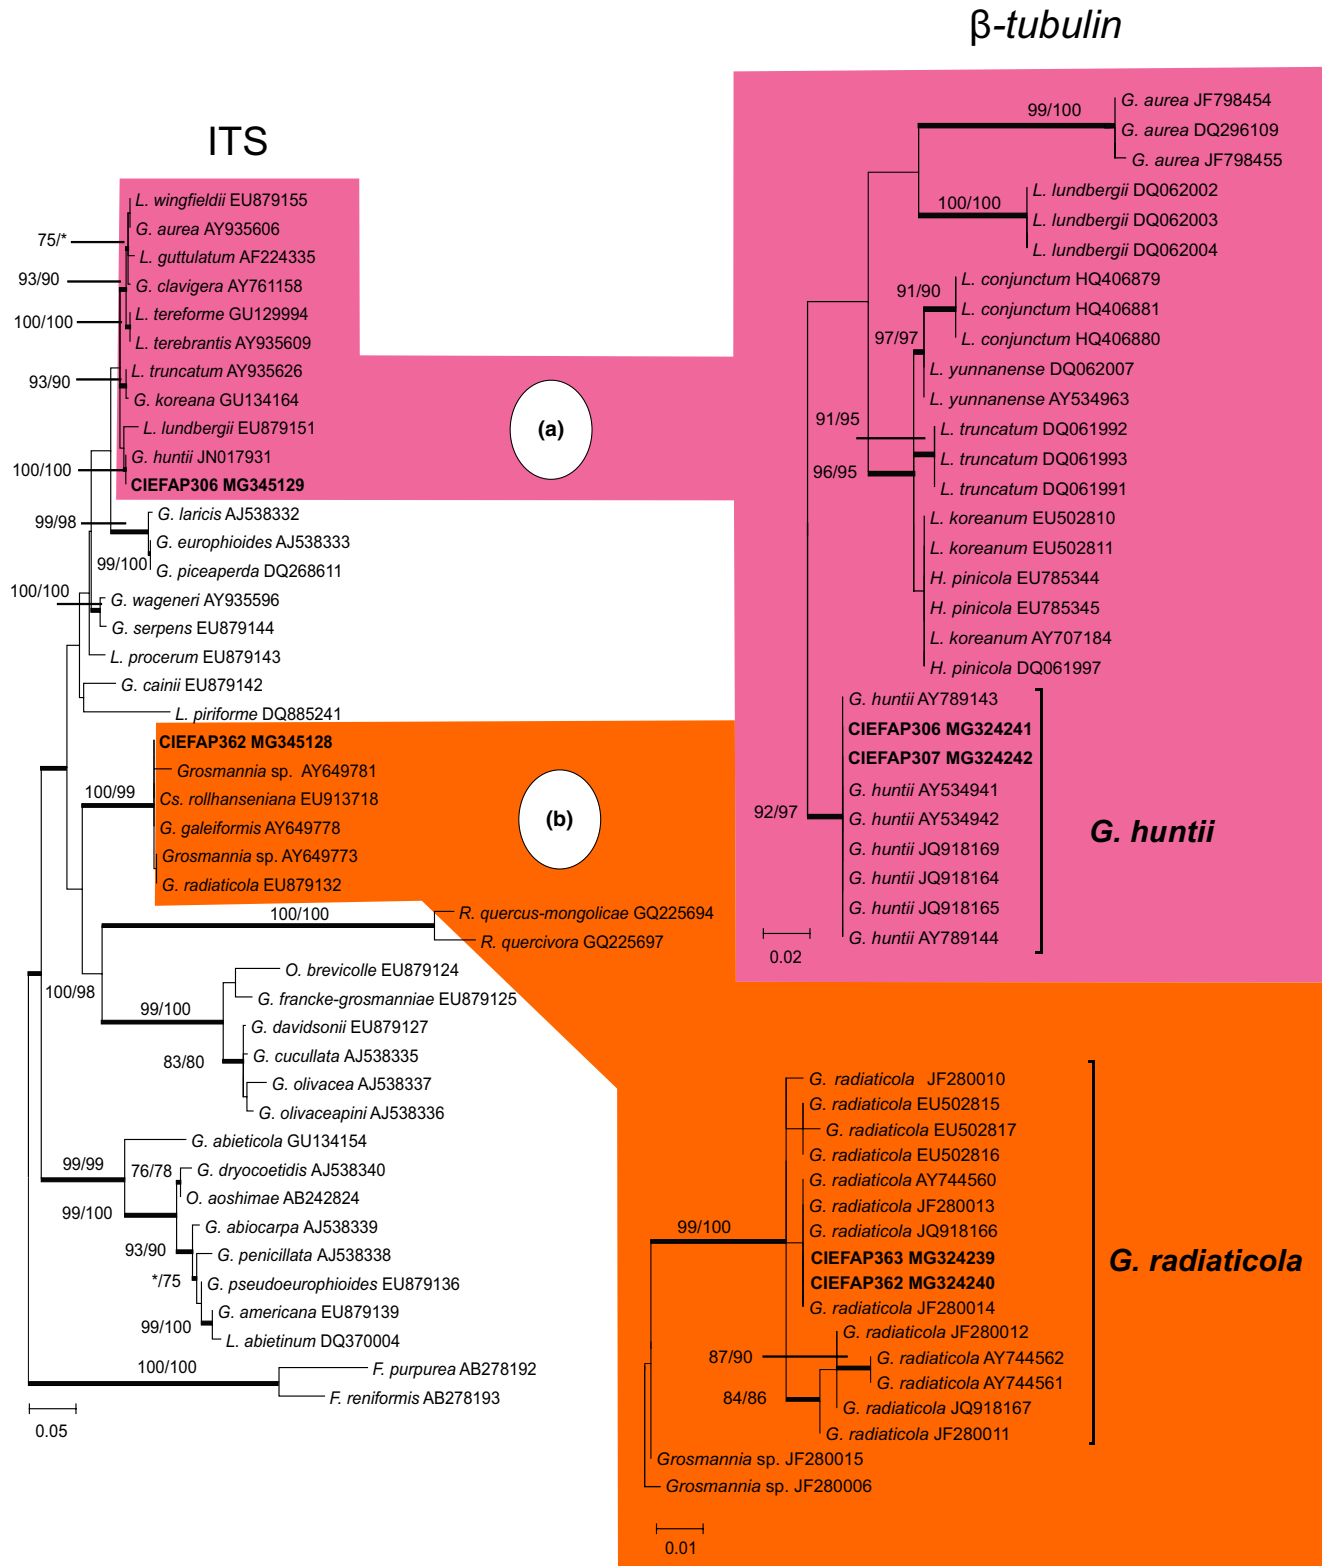 β-tubulin
ITS
L. wingfieldii EU879155
G. aurea AY935606
75/*
L. guttulatum AF224335
93/90
G. clavigera AY761158
L. tereforme GU129994
100/100
L. terebrantis AY935609
L. truncatum AY935626
93/90
G. koreana GU134164
L. lundbergii EU879151
G. huntii JN017931
100/100
CIEFAP306 MG345129
G. laricis AJ538332
99/98
G. europhioides AJ538333
99/100
G. piceaperda DQ268611
100/100
G. wageneri AY935596
G. serpens EU879144
L. procerum EU879143
G. cainii EU879142
L. piriforme DQ885241
CIEFAP362 MG345128
Grosmannia sp. AY649781
100/99
Cs. rollhanseniana EU913718
G. galeiformis AY649778
Grosmannia sp. AY649773
G. radiaticola EU879132
100/100
R. quercus-mongolicae GQ225694
R. quercivora GQ225697
O. brevicolle EU879124
100/98
G. francke-grosmanniae EU879125
99/100
G. davidsonii EU879127
83/80
G. cucullata AJ538335
G. olivacea AJ538337
G. olivaceapini AJ538336
G. abieticola GU134154
99/99
76/78
G. dryocoetidis AJ538340
O. aoshimae AB242824
99/100
G. abiocarpa AJ538339
93/90
G. penicillata AJ538338
*/75
G. pseudoeurophioides EU879136
G. americana EU879139
99/100
L. abietinum DQ370004
100/100
F. purpurea AB278192
F. reniformis AB278193
0.05
(a)
(b)
G. aurea JF798454
99/100
G. aurea DQ296109
G. aurea JF798455
L. lundbergii DQ062002
100/100
L. lundbergii DQ062003
L. lundbergii DQ062004
L. conjunctum HQ406879
91/90
L. conjunctum HQ406881
97/97
L. conjunctum HQ406880
L. yunnanense DQ062007
L. yunnanense AY534963
91/95
L. truncatum DQ061992
L. truncatum DQ061993
96/95
L. truncatum DQ061991
L. koreanum EU502810
L. koreanum EU502811
H. pinicola EU785344
H. pinicola EU785345
L. koreanum AY707184
H. pinicola DQ061997
G. huntii AY789143
CIEFAP306 MG324241
CIEFAP307 MG324242
G. huntii AY534941
92/97
G. huntii AY534942
G. huntii
G. huntii JQ918169
G. huntii JQ918164
G. huntii JQ918165
G. huntii AY789144
0.02
G. radiaticola JF280010
G. radiaticola EU502815
G. radiaticola EU502817
G. radiaticola EU502816
G. radiaticola AY744560
G. radiaticola JF280013
99/100
G. radiaticola JQ918166
CIEFAP363 MG324239
G. radiaticola
CIEFAP362 MG324240
G. radiaticola JF280014
G. radiaticola JF280012
87/90
G. radiaticola AY744562
G. radiaticola AY744561
84/86
G. radiaticola JQ918167
G. radiaticola JF280011
Grosmannia sp. JF280015
Grosmannia sp. JF280006
0.01